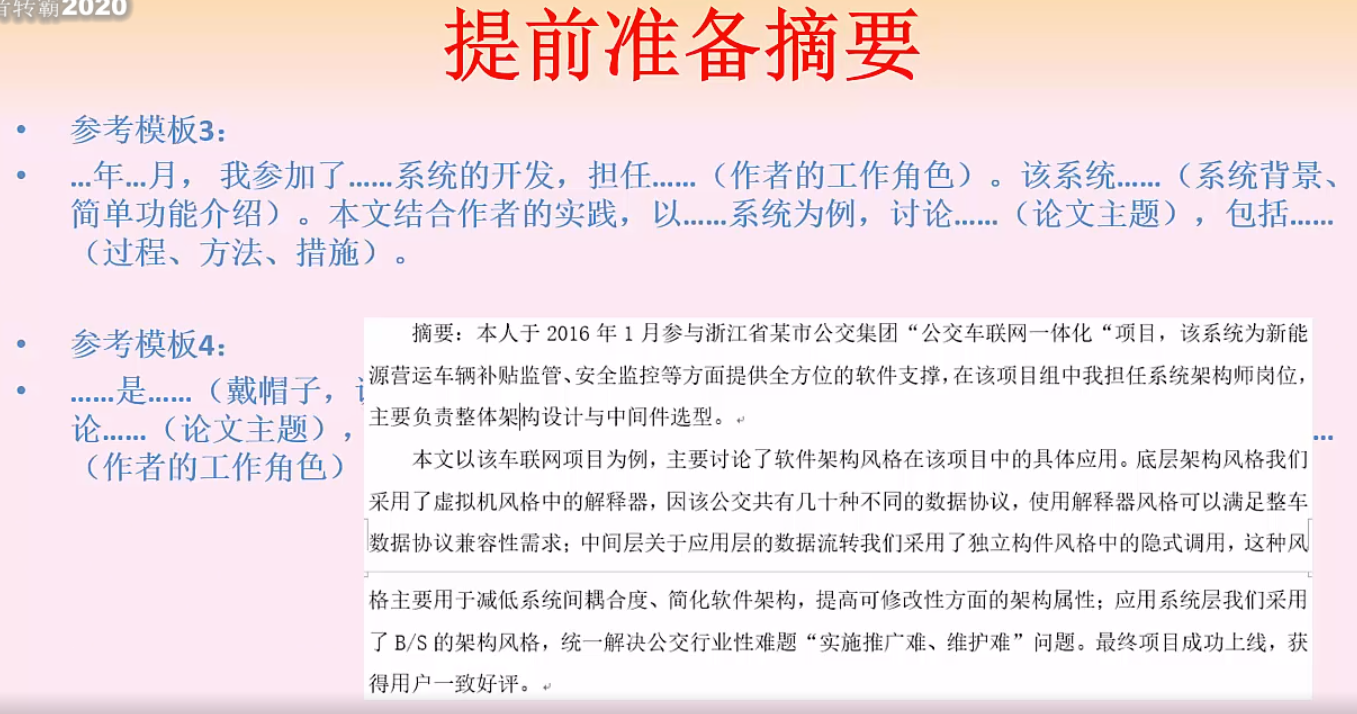 转霸2020
提前准备摘要
• 参考模板3:
• …年…月， 我参加了……系统的开发，担任……（作者的工作角色）。该系统……（系统背景、
简单功能介绍）。本文结合作者的实践，以……系统为例，讨论……（论文主题），包括……
（过程、方法、措施）。
• 参考模板4:
• ……是……（戴帽子，
论……（论文主题），
…
（作者的工作角色）
摘要：本人于 2016 年 1 月参与浙江省某市公交集团“公交车联网一体化“项目，该系统为新能
源营运车辆补贴监管、安全监控等方面提供全方位的软件支撑，在该项目组中我担任系统架构师岗位，
主要负责整体架构设计与中间件选型。
本文以该车联网项目为例，主要讨论了软件架构风格在该项目中的具体应用。底层架构风格我们
采用了虚拟机风格中的解释器，因该公交共有几十种不同的数据协议，使用解释器风格可以满足整车
数据协议兼容性需求；中间层关于应用层的数据流转我们采用了独立构件风格中的隐式调用，这种风
格主要用于减低系统间耦合度、简化软件架构，提高可修改性方面的架构属性；应用系统层我们采用
了 B/S 的架构风格，统一解决公交行业性难题“实施推广难、维护难”问题。最终项目成功上线，获
得用户一致好评。